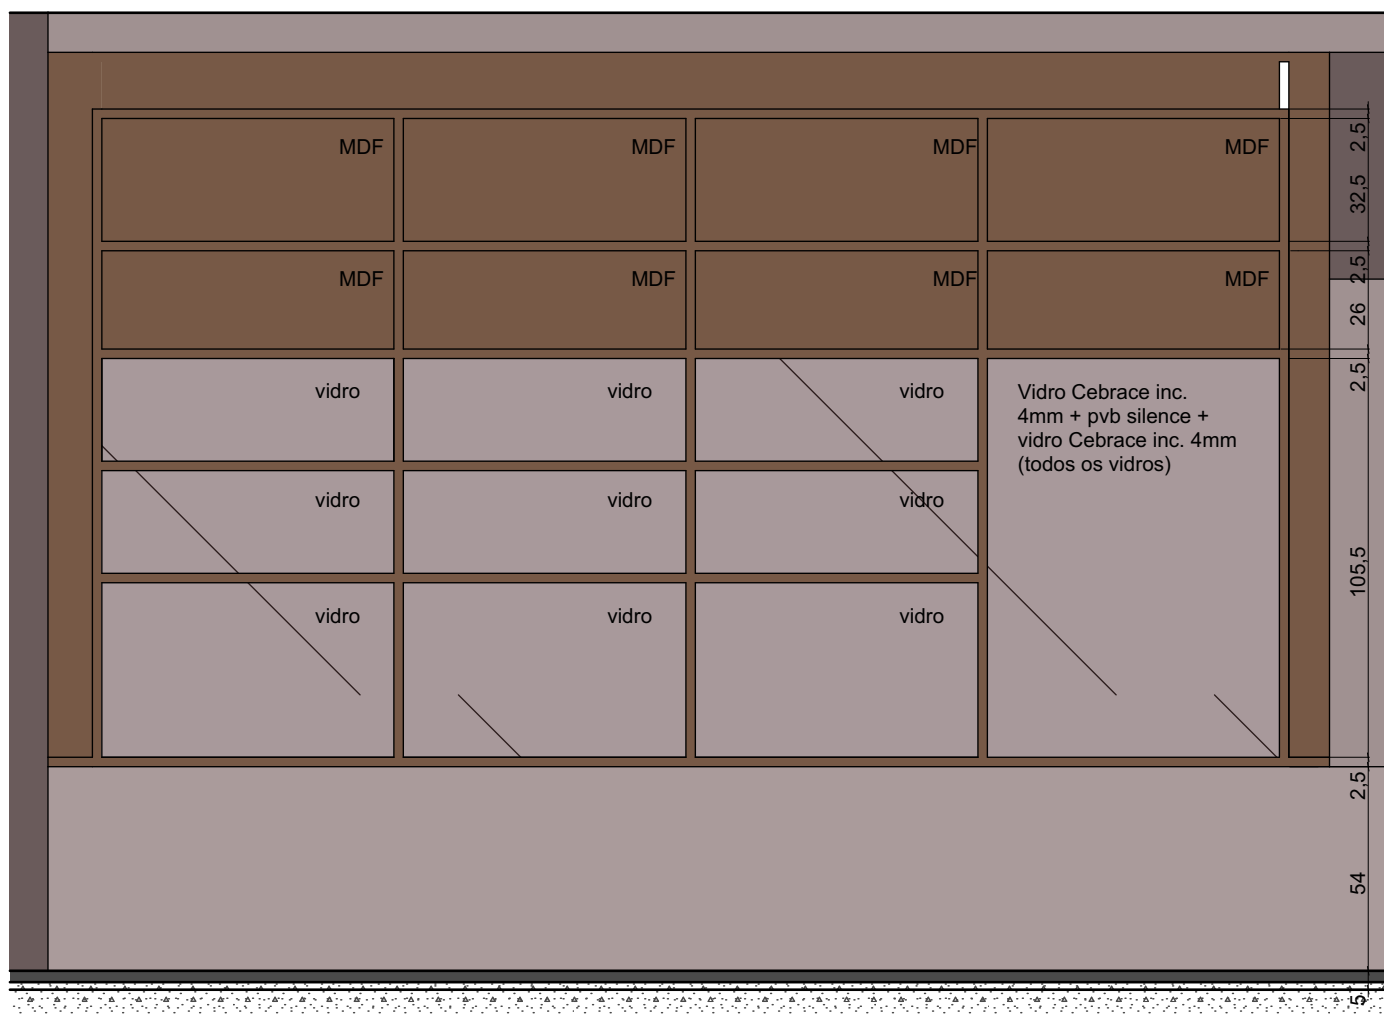 MDF MDF MDF MDF
MDF MDF MDF MDF
vidro vidro vidro
Vidro Cebrace inc.
4mm + pvb silence +
vidro Cebrace inc. 4mm
(todos os vidros)
vidro vidro vidro
vidro vidro vidro
2,5
32,5
2,5
26
2,5
105,5
2,5
54
5